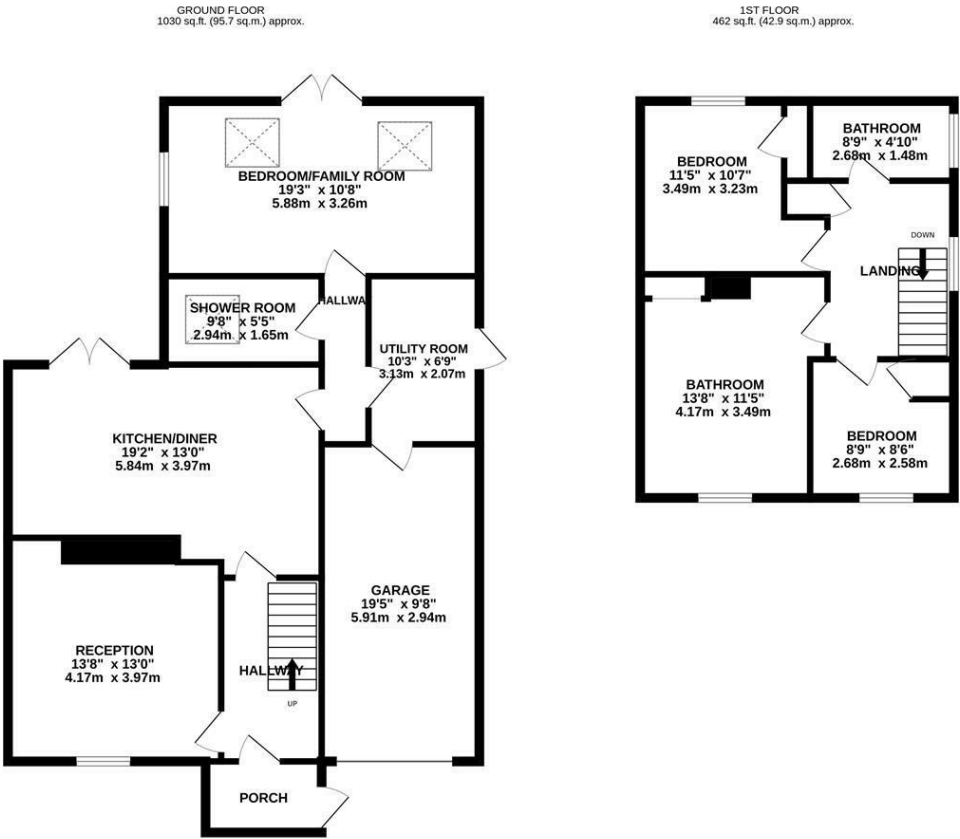 GROUND FLOOR
1030 sq.ft. (95.7 sq.m.) approx.
1ST FLOOR
462 sq.ft. (42.9 sq.m.) approx.
BEDROOM/FAMILY ROOM
19'3" x 10'8"
5.88m x 3.26m
SHOWER ROOM
9'8" x 5'5"
2.94m x 1.65m
HALLWA
UTILITY ROOM
10'3" x 6'9"
3.13m x 2.07m
KITCHEN/DINER
19'2" x 13'0"
5.84m x 3.97m
GARAGE
19'5" x 9'8"
5.91m x 2.94m
RECEPTION
13'8" x 13'0"
4.17m x 3.97m
HALLWAY
UP
PORCH
BEDROOM
11'5" x 10'7"
3.49m x 3.23m
BATHROOM
8'9" x 4'10"
2.68m x 1.48m
DOWN
LANDING
BATHROOM
13'8" x 11'5"
4.17m x 3.49m
BEDROOM
8'9" x 8'6"
2.68m x 2.58m